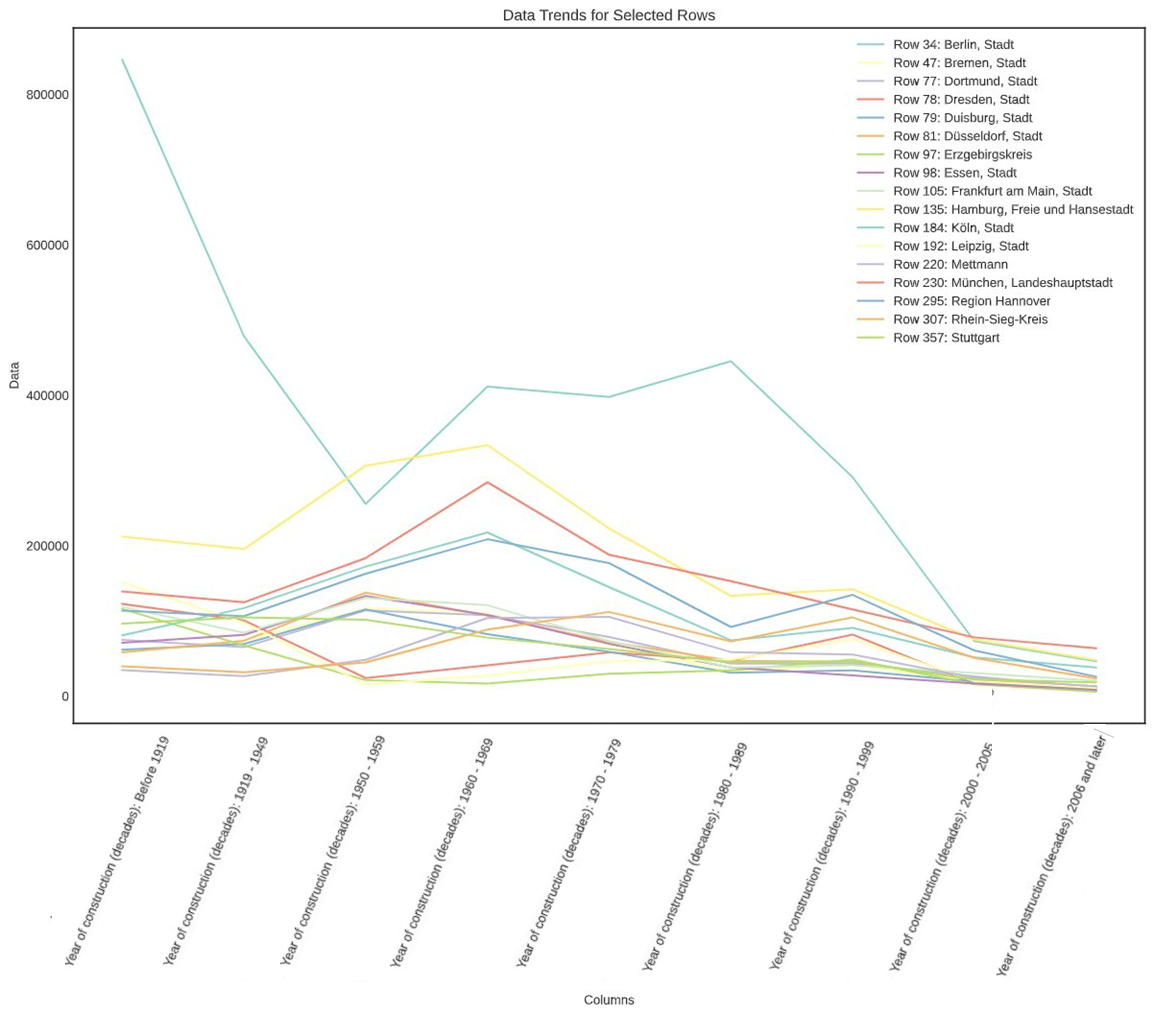 Data Trends for Selected Rows
Row 34: Berlin, Stadt
Row 47: Bremen, Stadt
Row 77: Dortmund, Stadt
Row 78: Dresden, Stadt
Row 79: Duisburg, Stadt
Row 81: Düsseldorf, Stadt
Row 97: Erzgebirgskreis
Row 98: Essen, Stadt
Row 105: Frankfurt am Main, Stadt
Row 135: Hamburg, Freie und Hansestadt
Row 184: Köln, Stadt
Row 192: Leipzig, Stadt
Row 220: Mettmann
Row 230: München, Landeshauptstadt
Row 295: Region Hannover
Row 307: Rhein-Sieg-Kreis
Row 357: Stuttgart
Data
800000
600000
400000
200000
0
Year of construction (decades): Before 1919
Year of construction (decades): 1919 - 1949
Year of construction (decades): 1950 - 1959
Year of construction (decades): 1960 - 1969
Year of construction (decades): 1970 - 1979
Year of construction (decades): 1980 - 1989
Year of construction (decades): 1990 - 1999
Year of construction (decades): 2000 - 2005
Year of construction (decades): 2006 and later
Columns